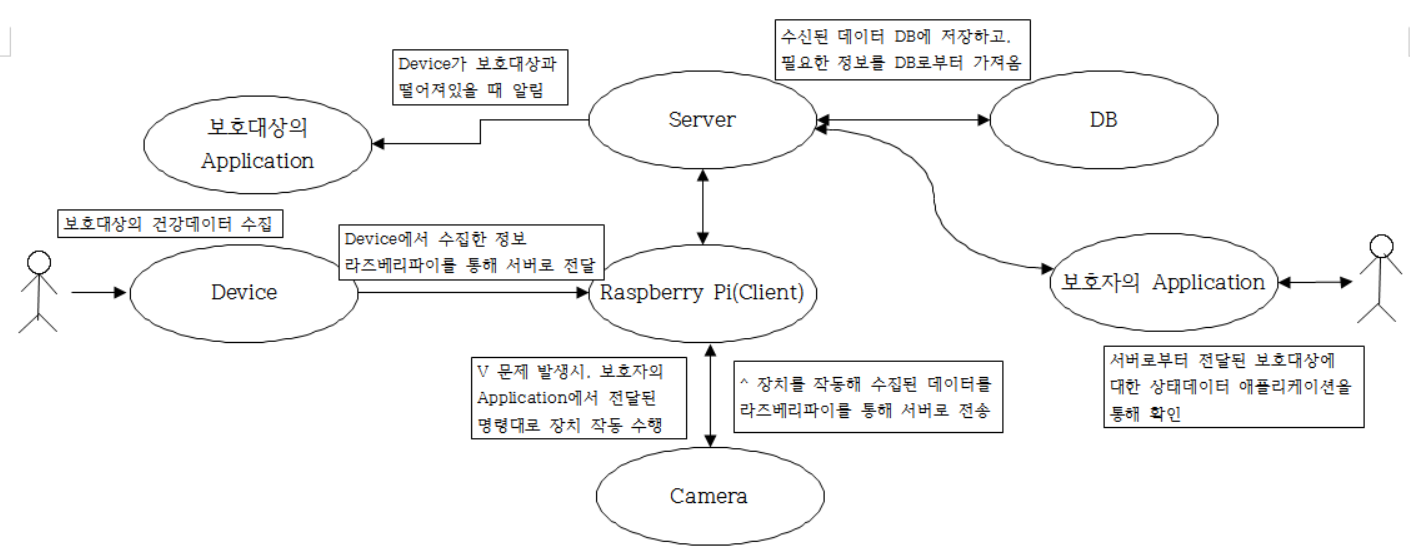 수신된 데이터 DB에 저장하고,
필요한 정보를 DB로부터 가져옴
Device가 보호대상과
떨어져있을 때 알림
보호대상의
Application
Server
DB
보호대상의 건강데이터 수집
Device에서 수집한 정보
라즈베리파이를 통해 서버로 전달
Device
Raspberry Pi(Client)
보호자의 Application
V 문제 발생시, 보호자의
Application에서 전달된
명령대로 장치 작동 수행
^ 장치를 작동해 수집된 데이터를
라즈베리파이를 통해 서버로 전송
서버로부터 전달된 보호대상에
대한 상태데이터 애플리케이션을
통해 확인
Camera